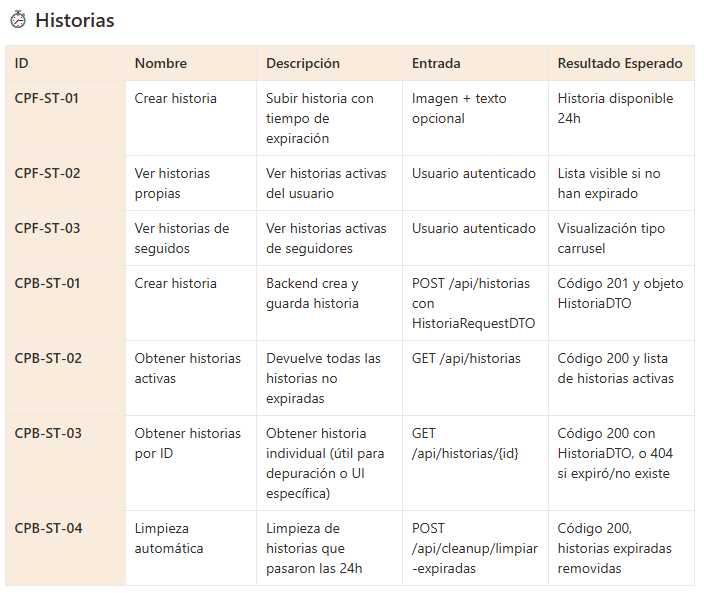 Historias
ID Nombre Descripción Entrada Resultado Esperado
CPF-ST-01 Crear historia Subir historia con Imagen + texto Historia disponible
tiempo de opcional 24h
expiración
CPF-ST-02 Ver historias Ver historias activas Usuario autenticado Lista visible si no
propias del usuario han expirado
CPF-ST-03 Ver historias de Ver historias activas Usuario autenticado Visualización tipo
seguidos de seguidores carrusel
CPB-ST-01 Crear historia Backend crea y POST /api/historias Código 201 y objeto
guarda historia con HistoriaDTO
HistoriaRequestDTO
CPB-ST-02 Obtener historias Devuelve todas las GET /api/historias Código 200 y lista
activas historias no de historias activas
expiradas
CPB-ST-03 Obtener historias Obtener historia GET Código 200 con
por ID individual (útil para /api/historias/{id} HistoriaDTO, o 404
depuración o UI si expiró/no existe
específica)
CPB-ST-04 Limpieza Limpieza de POST Código 200,
automática historias que /api/cleanup/limpiar historias expiradas
pasaron las 24h -expiradas removidas